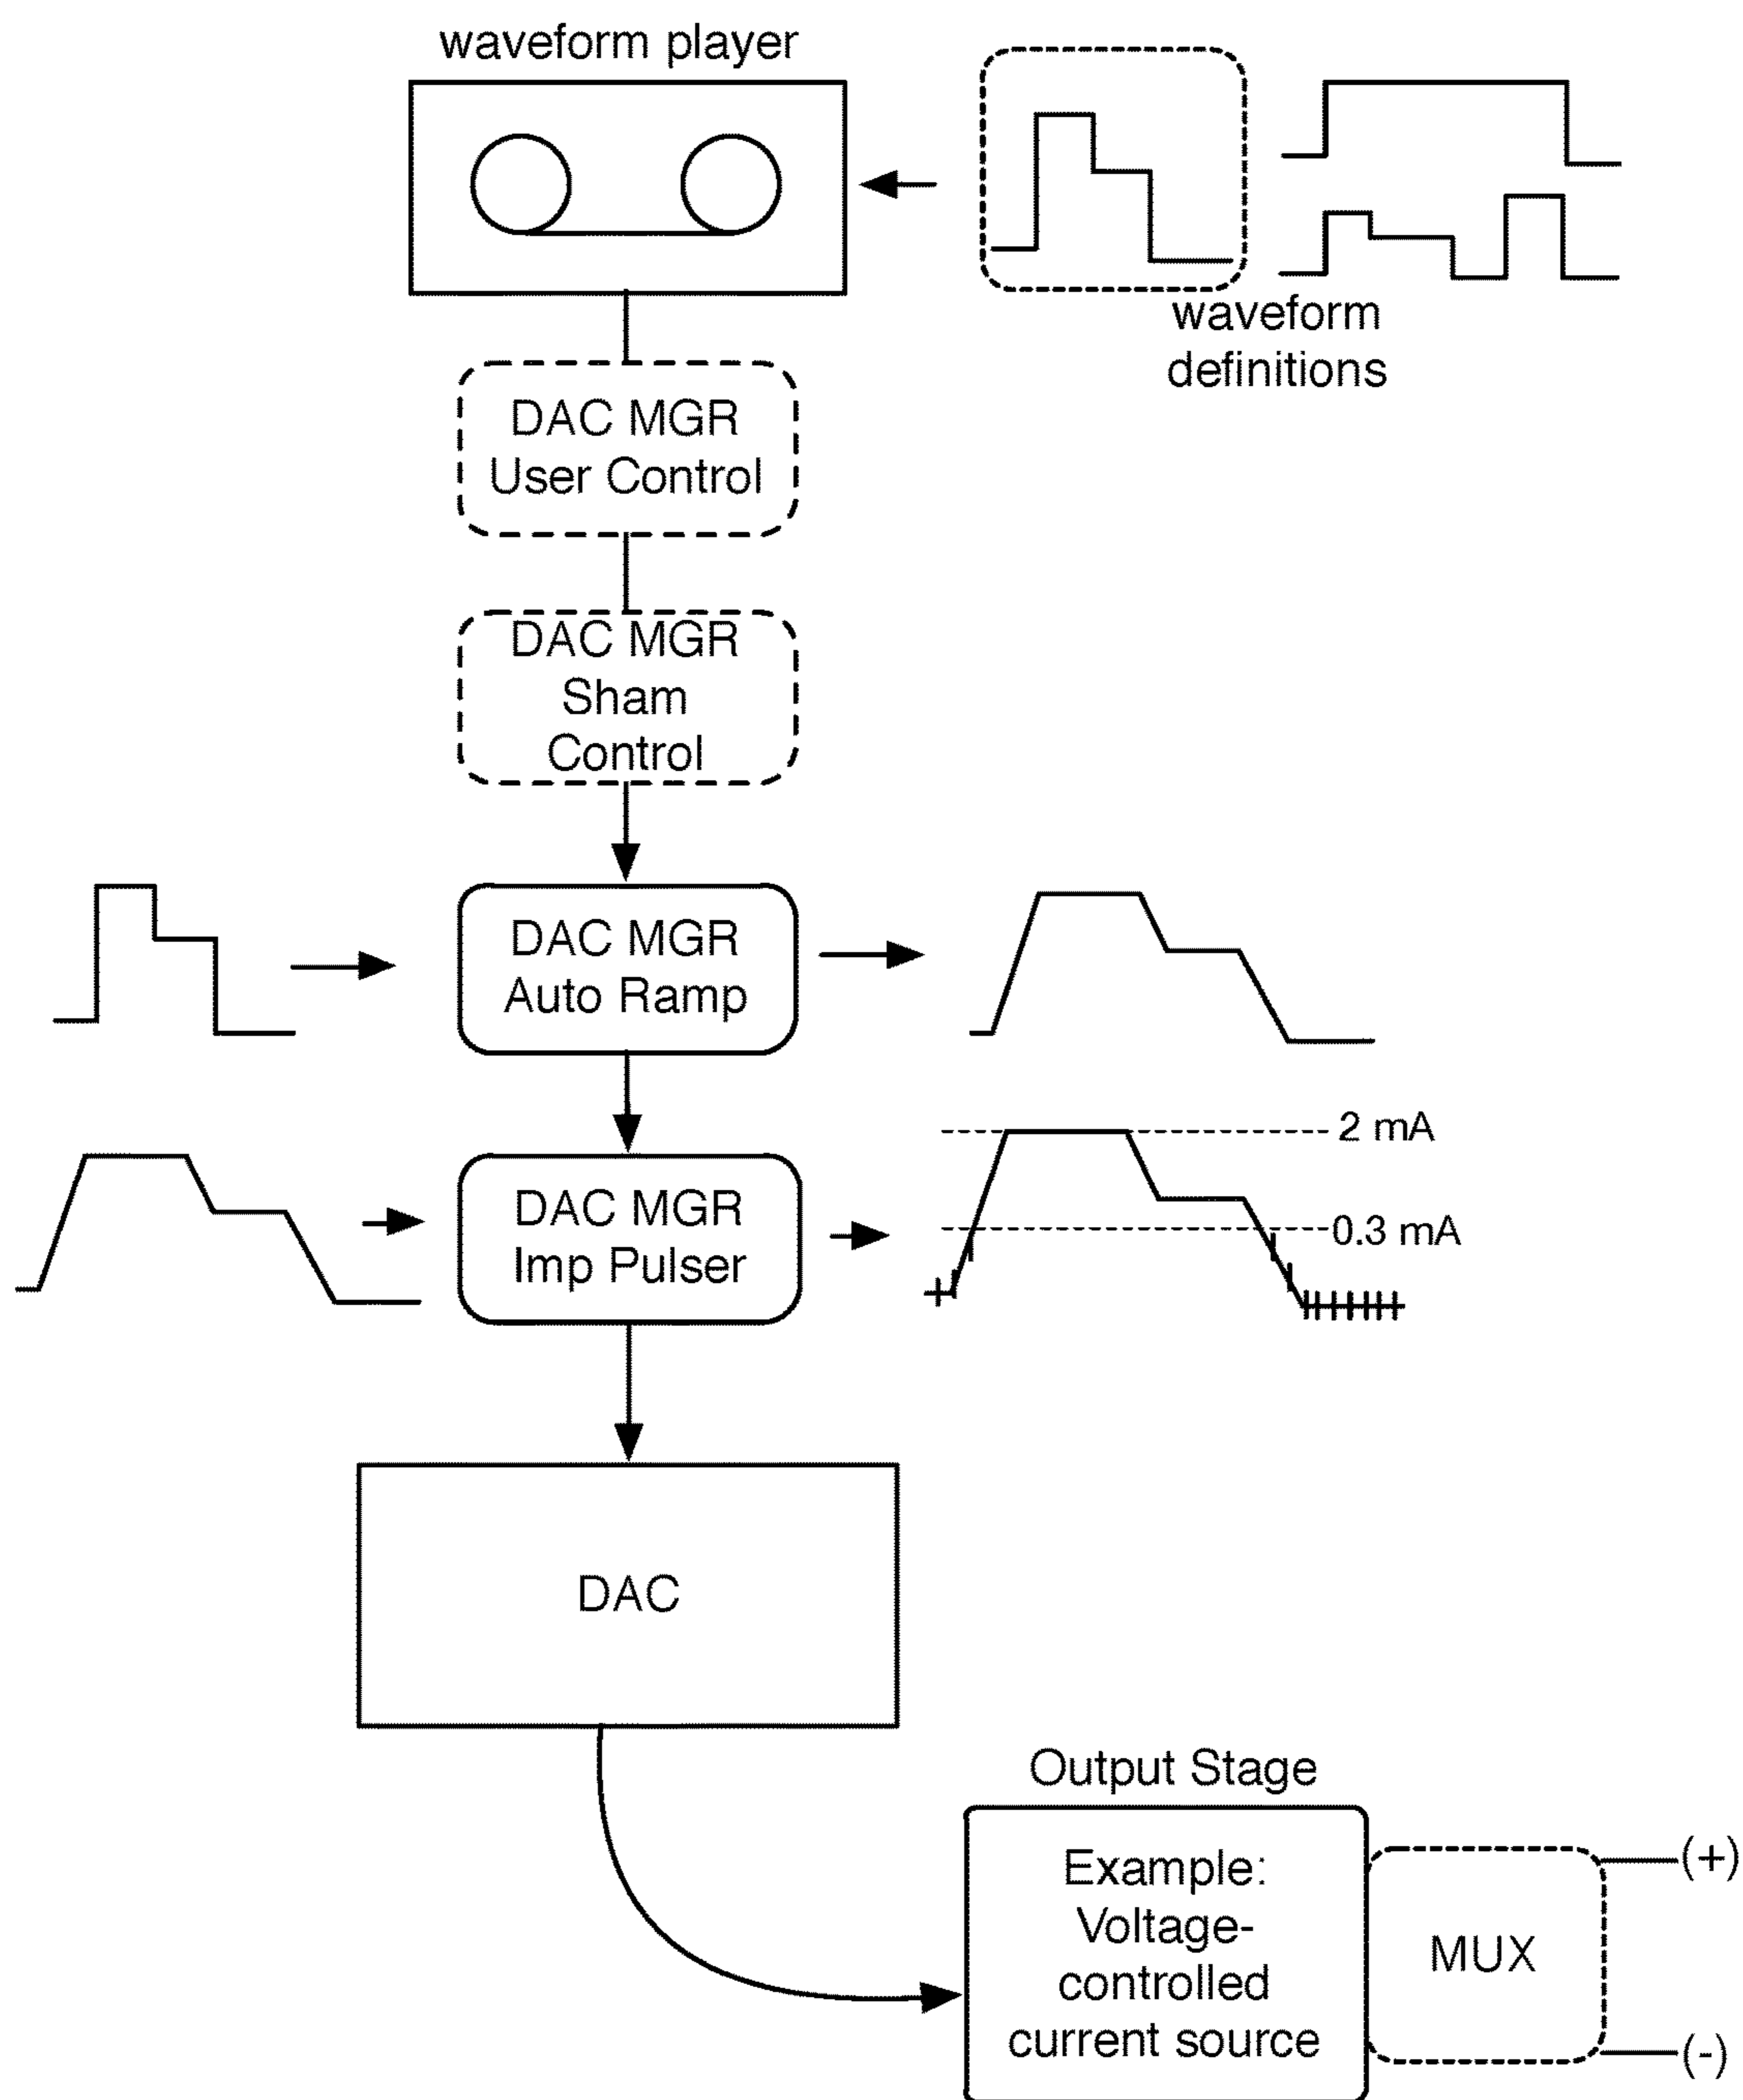 waveform player
waveform
definitions
DAC MGR
User Control
DAC MGR
Sham
Control
DAC MGR
Auto Ramp
2 mA
DAC MGR
Imp Pulser
0.3 mA
DAC
Output Stage
Example:
Voltage-
controlled
current source
MUX
(+)
(-)